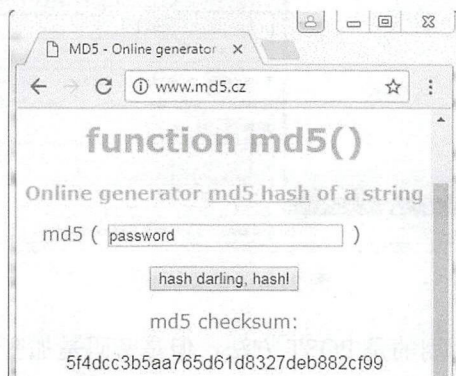 MD5 - Online generator
www.md5.cz
function md5()
Online generator md5 hash of a string
md5 ( password )
hash darling, hash!
md5 checksum:
5f4dcc3b5aa765d61d8327deb882cf99